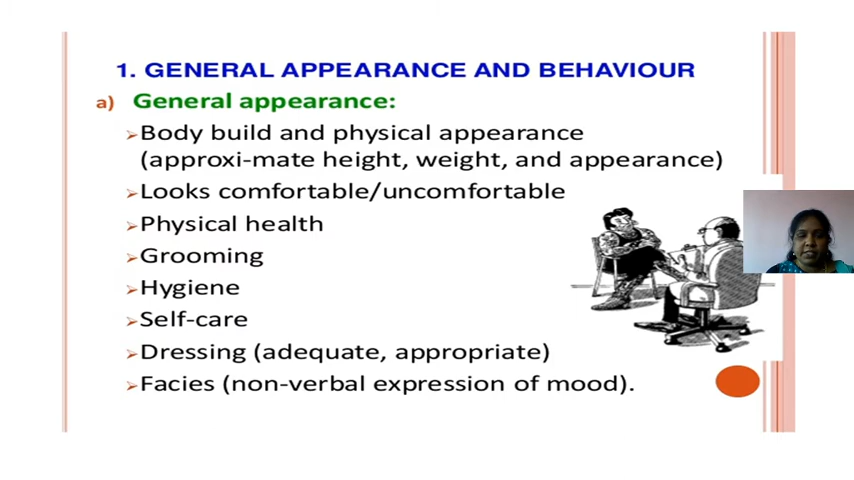 1. GENERAL APPEARANCE AND BEHAVIOUR
a) General appearance:
➢Body build and physical appearance
(approxi-mate height, weight, and appearance)
➢Looks comfortable/uncomfortable
➢Physical health
➢Grooming
➢Hygiene
➢Self-care
➢Dressing (adequate, appropriate)
➢Facies (non-verbal expression of mood).